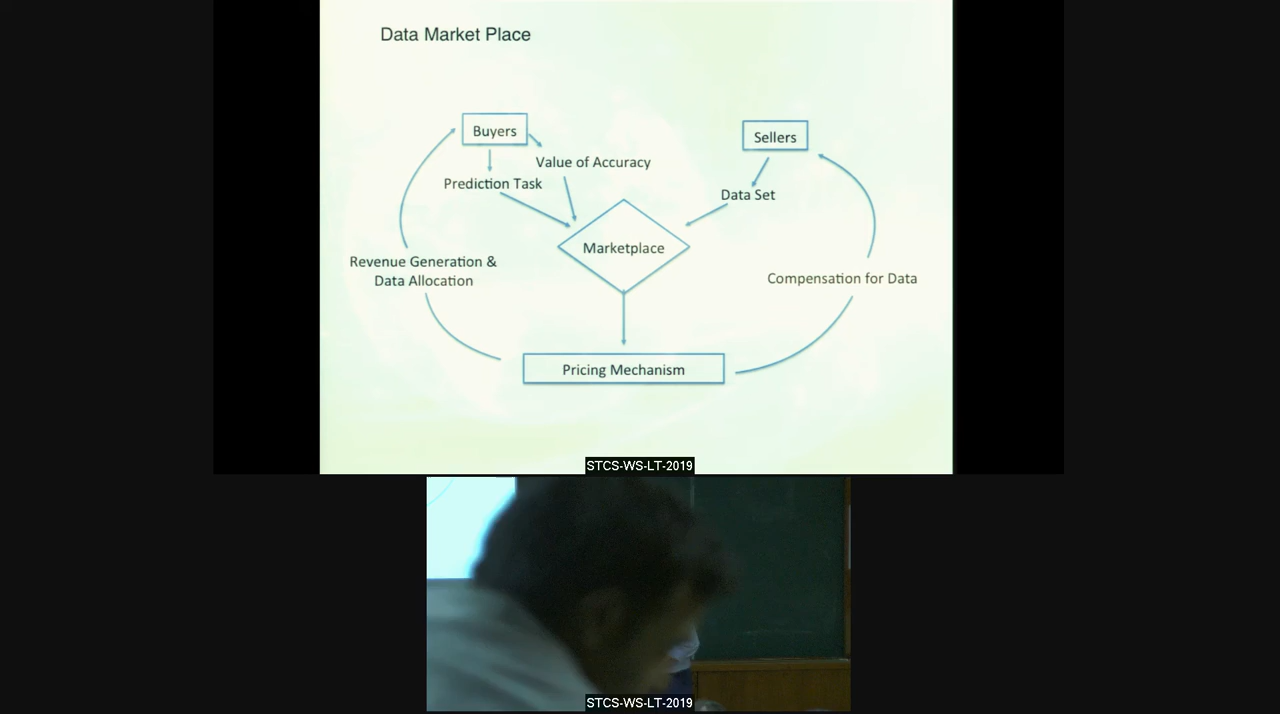 Data Market Place
Buyers
Sellers
Value of Accuracy
Prediction Task
Data Set
Marketplace
Revenue Generation &
Data Allocation
Compensation for Data
Pricing Mechanism
STCS-WS-LT-2019
STCS-WS-LT-2019